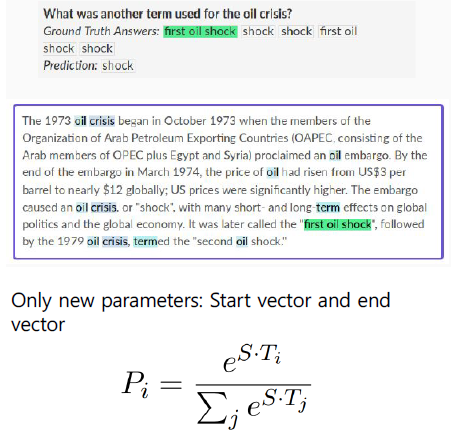 What was another term used for the oil crisis?
Ground Truth Answers: first oil shock shock shock first oil
shock shock
Prediction: shock
The 1973 oil crisis began in October 1973 when the members of the
Organization of Arab Petroleum Exporting Countries (OAPEC, consisting of the
Arab members of OPEC plus Egypt and Syria) proclaimed an oil embargo. By the
end of the embargo in March 1974, the price of oil had risen from US$3 per
barrel to nearly $12 globally; US prices were significantly higher. The embargo
caused an oil crisis, or "shock", with many short- and long-term effects on global
politics and the global economy. It was later called the "first oil shock", followed
by the 1979 oil crisis, termed the "second oil shock."
Only new parameters: Start vector and end
vector
P_i = e^{S·T_i} / ∑_j e^{S·T_j}